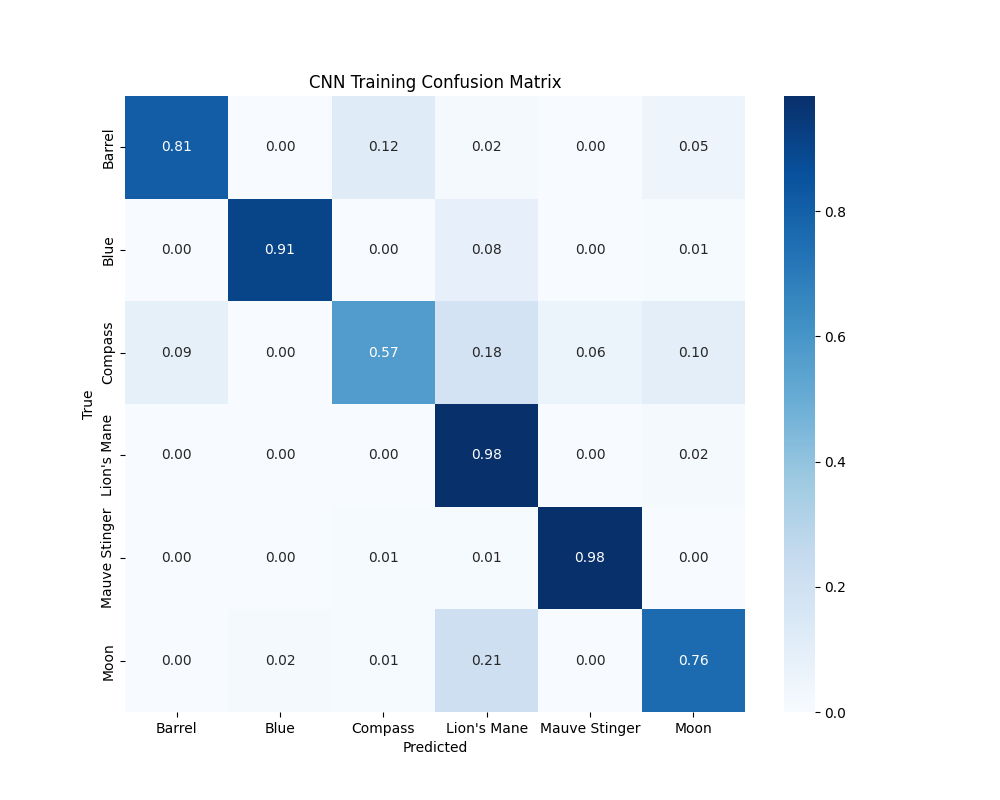 CNN Training Confusion Matrix
Barrel 0.81 0.00 0.12 0.02 0.00 0.05
Blue 0.00 0.91 0.00 0.08 0.00 0.01
Compass 0.09 0.00 0.57 0.18 0.06 0.10
Lion's Mane 0.00 0.00 0.00 0.98 0.00 0.02
Mauve Stinger 0.00 0.00 0.01 0.01 0.98 0.00
Moon 0.00 0.02 0.01 0.21 0.00 0.76
True
Barrel Blue Compass Lion's Mane Mauve Stinger Moon
Predicted
0.8
0.6
0.4
0.2
0.0